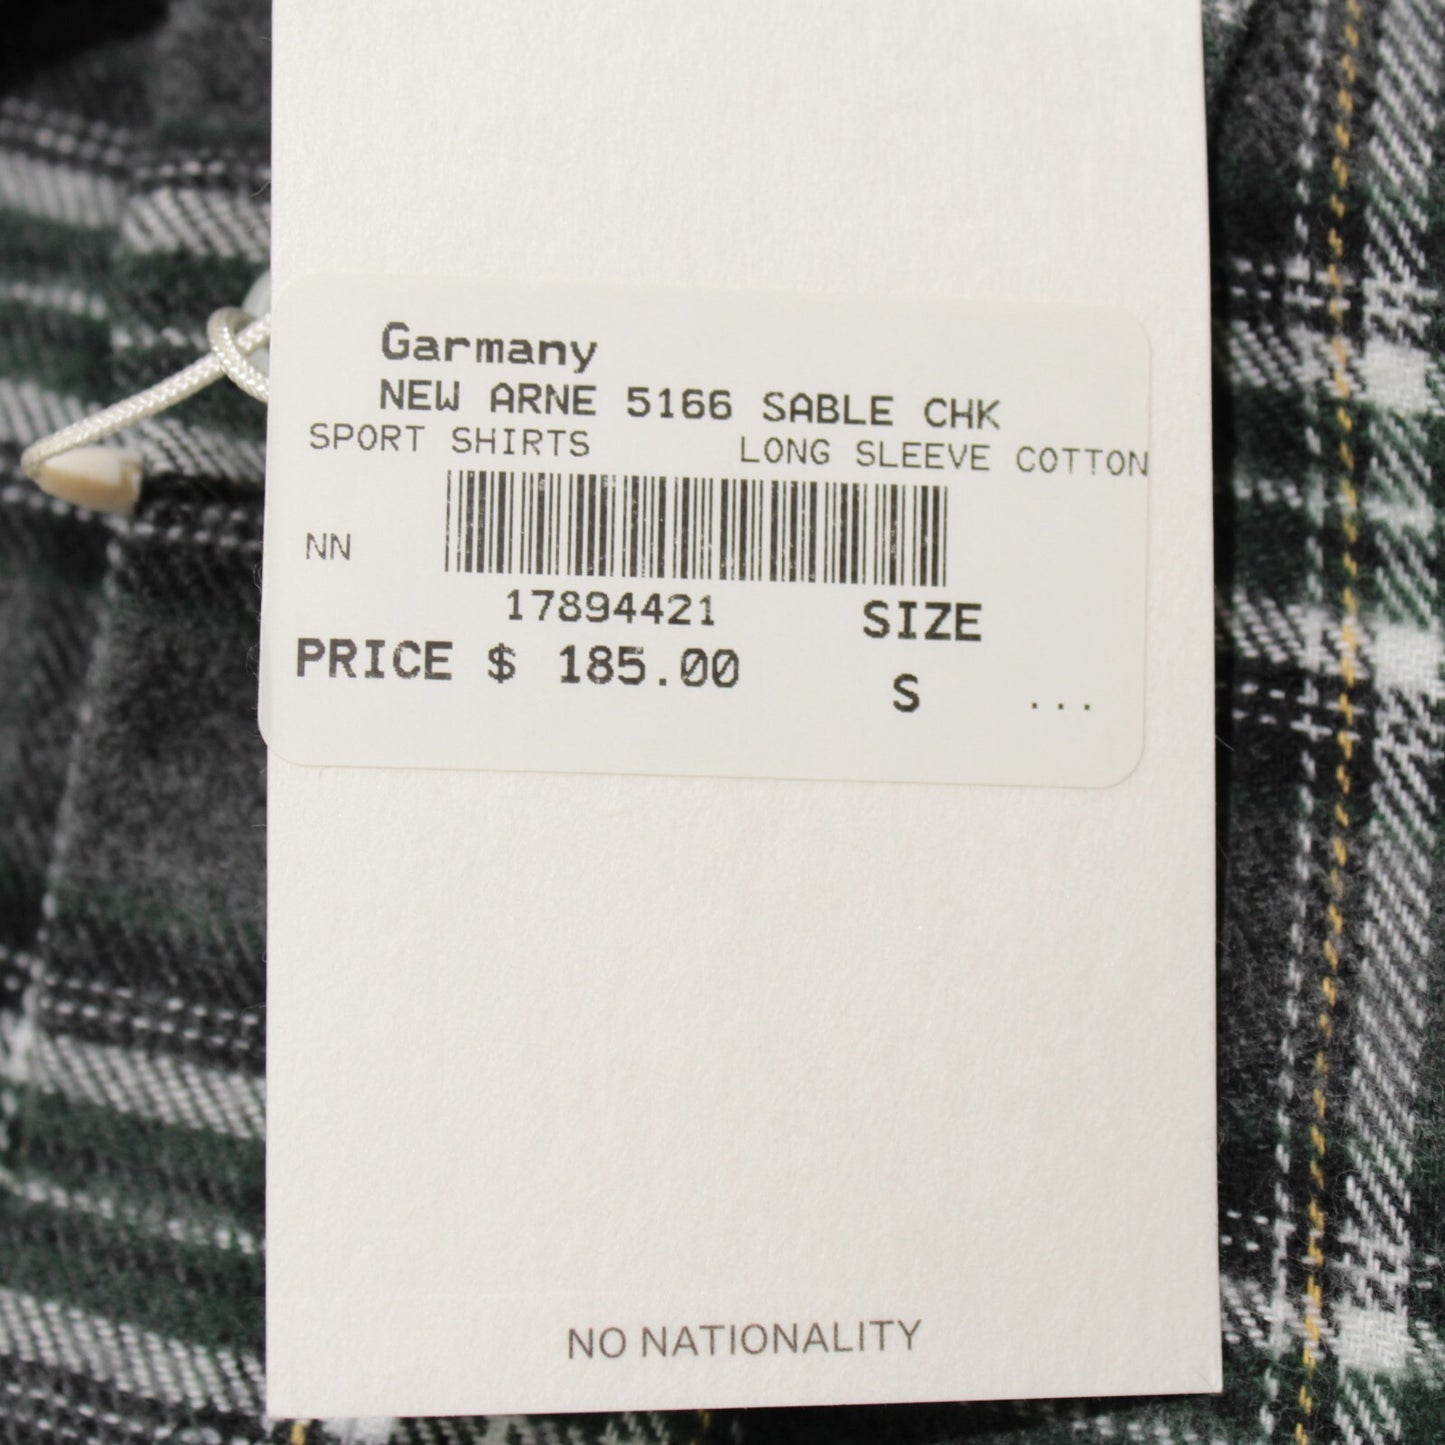 Garmany
NEW ARNE 5166 SABLE CHK
SPORT SHIRTS LONG SLEEVE COTTON
NN
17894421 SIZE
PRICE $ 185.00 S ...
NO NATIONALITY